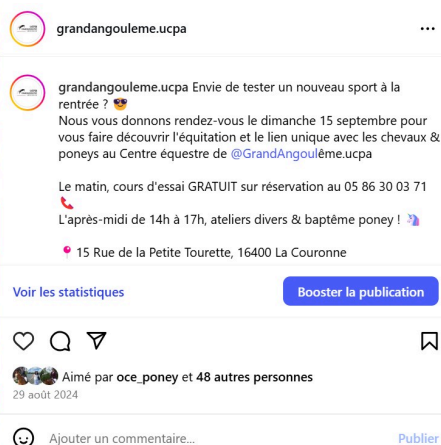 grandangouleme.ucpa
grandangouleme.ucpa Envie de tester un nouveau sport à la
rentrée ? 😎
Nous vous donnons rendez-vous le dimanche 15 septembre pour
vous faire découvrir l'équitation et le lien unique avec les chevaux &
poneys au Centre équestre de @GrandAngoulême.ucpa
Le matin, cours d'essai GRATUIT sur réservation au 05 86 30 03 71
📞
L'après-midi de 14h à 17h, ateliers divers & baptême poney ! 🦄
📍 15 Rue de la Petite Tourette, 16400 La Couronne
Voir les statistiques
Booster la publication
Aimé par oce_poney et 48 autres personnes
29 août 2024
Ajouter un commentaire...
Publier